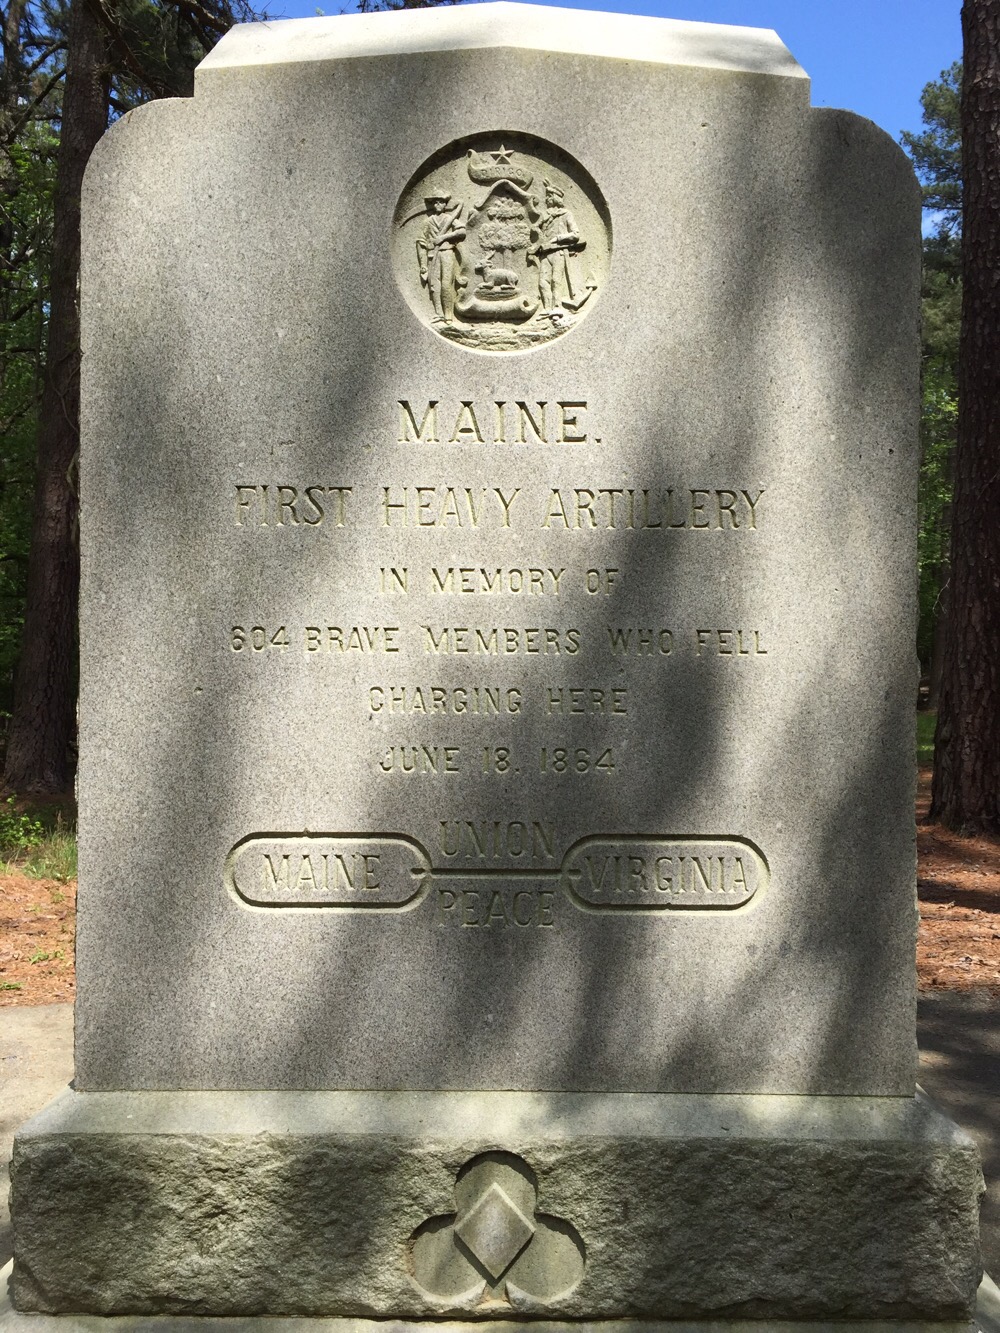 DIRIGO
MAINE.
FIRST HEAVY ARTILLERY
IN MEMORY OF
604 BRAVE MEMBERS WHO FELL
CHARGING HERE
JUNE 18. 1864
UNION
MAINE VIRGINIA
PEACE